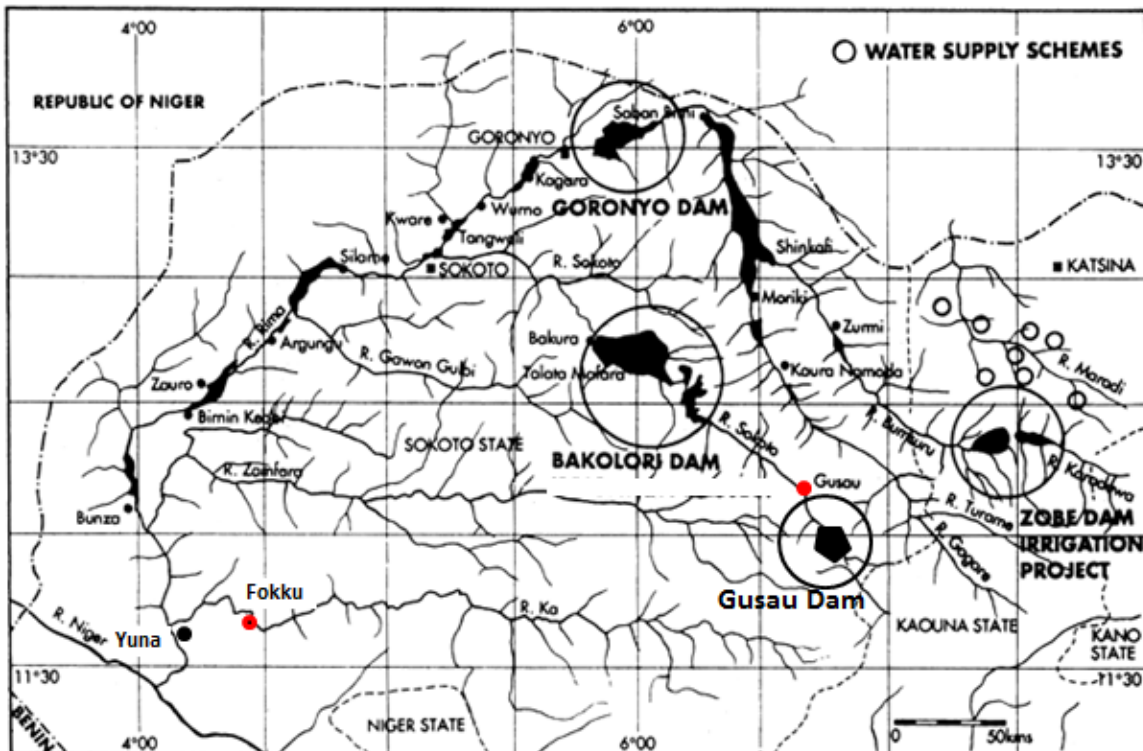 4°00
6°00
WATER SUPPLY SCHEMES
REPUBLIC OF NIGER
Saban Birni
GORONYO
13°30
13°30
Kagara
Wurno
GORONYO DAM
Kware
Tangwali
Shinkafi
Silame
SOKOTO
R. Sokoto
KATSINA
Moriki
R. Rima
Argungu
Bakura
Zurmi
R. Gawon Gulbi
Talata Mafara
Kaura Namoda
R. Maradi
Zauro
Birnin Kebbi
SOKOTO STATE
R. Sokoto
R. Bunsuru
BAKOLORI DAM
R. Zamfara
Gusau
R. Karaduwa
R. Turame
Bunza
R. Gagare
ZOBE DAM
IRRIGATION
PROJECT
Fokku
Gusau Dam
R. Ka
R. Niger
Yuna
KAOUNA STATE
KANO
STATE
11°30
11°30
NIGER STATE
BENIN
50kms
4°00
6°00